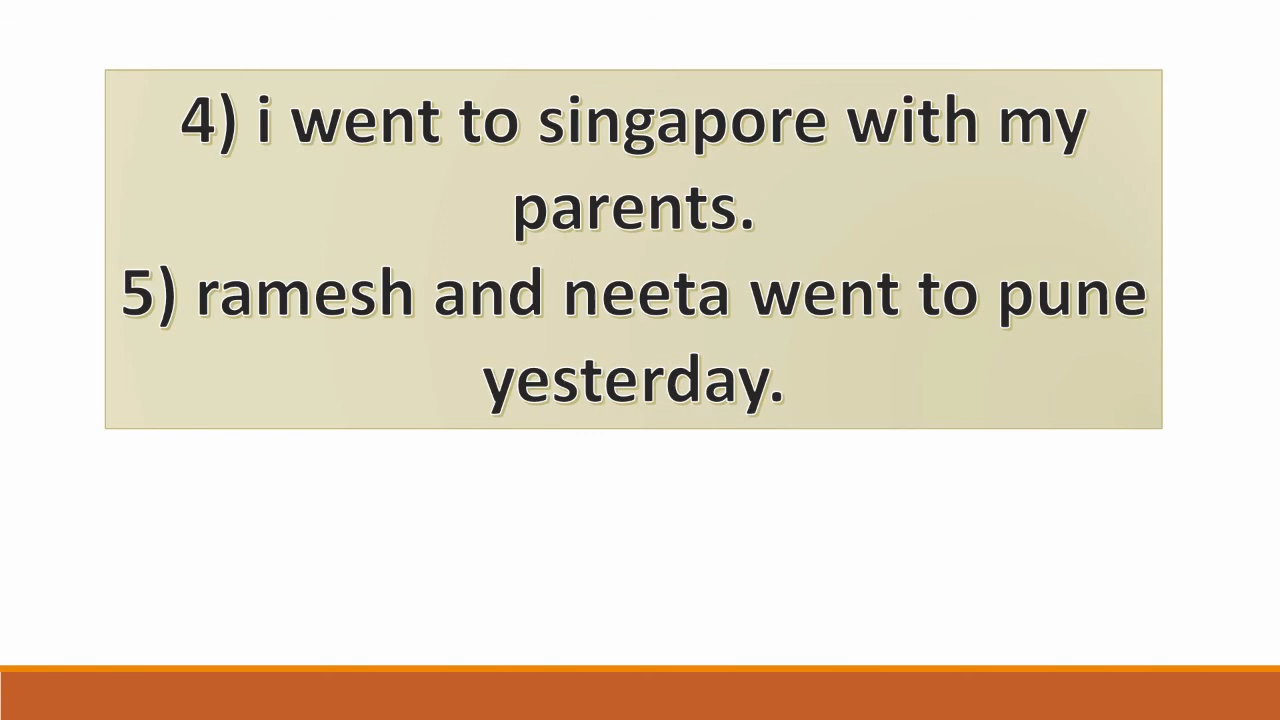 4) i went to singapore with my
parents.
5) ramesh and neeta went to pune
yesterday.